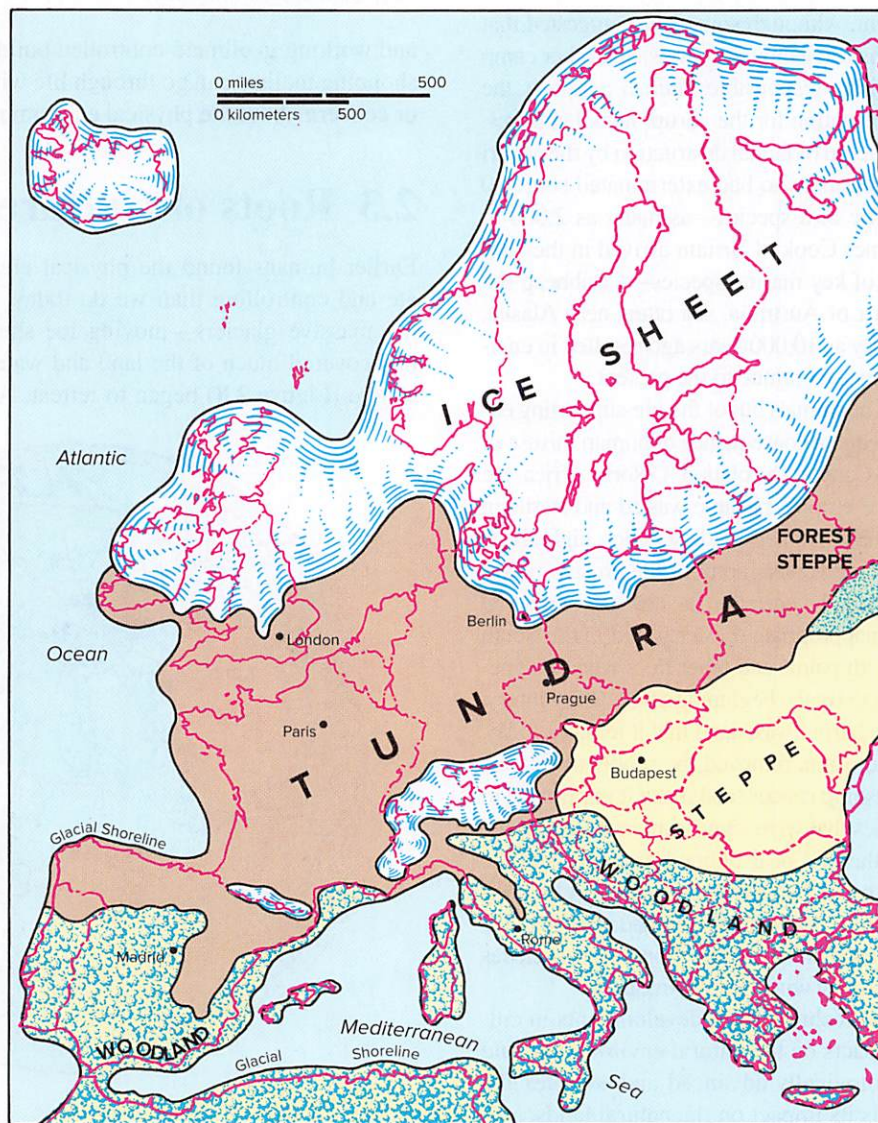 0 miles 500
0 kilometers 500
ICE SHEET
Atlantic
Ocean
FOREST
STEPPE
London
Berlin
TUNDRA
Prague
Paris
Budapest
STEPPE
Glacial Shoreline
WOODLAND
Rome
Madrid
WOODLAND
Mediterranean
Sea
Glacial Shoreline